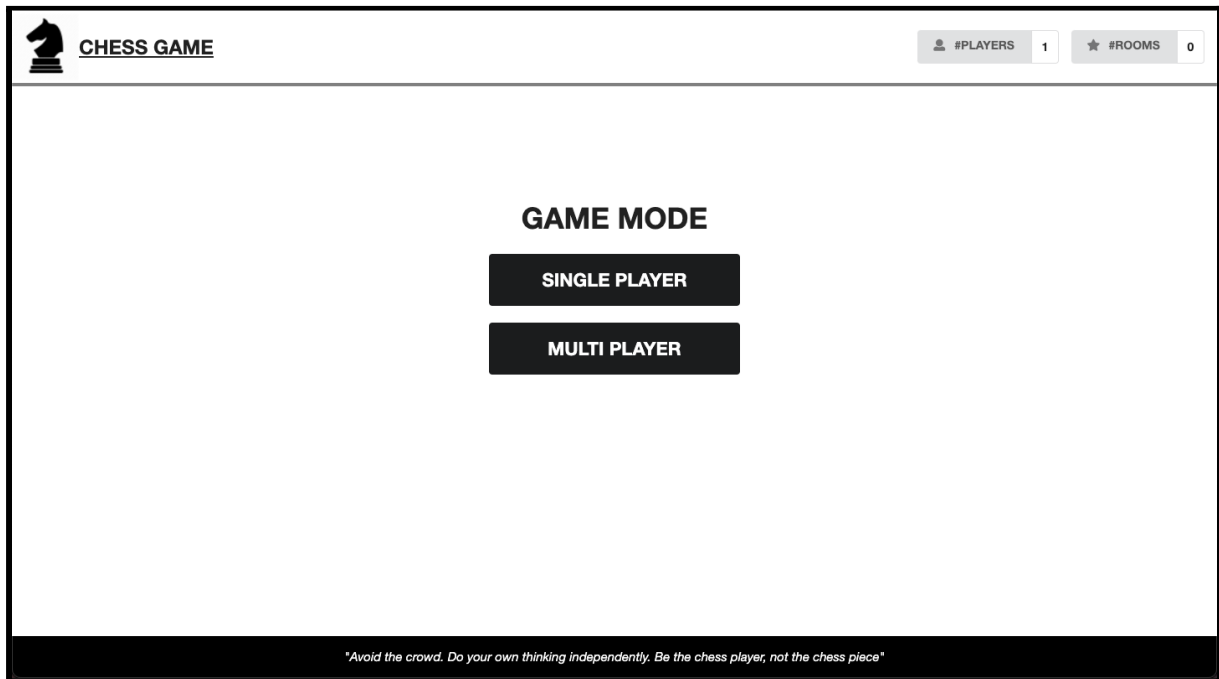 CHESS GAME
#PLAYERS 1
#ROOMS 0
GAME MODE
SINGLE PLAYER
MULTI PLAYER
"Avoid the crowd. Do your own thinking independently. Be the chess player, not the chess piece"